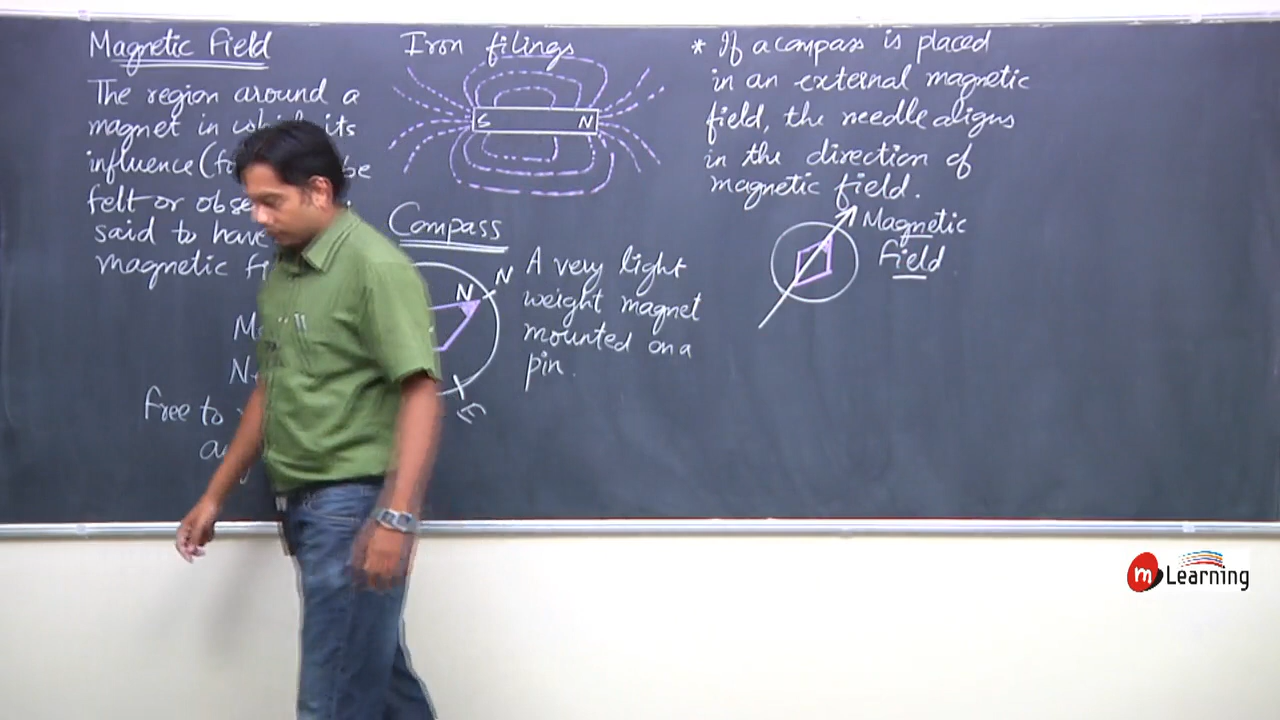 Magnetic Field
The region around a
magnet in which its
influence be
felt or
said to have
magnetic
free to
Iron filings
S N
Compass
N
N
E
A very light
weight magnet
mounted on a
pin.
* If a compass is placed
in an external magnetic
field, the needle aligns
in the direction of
magnetic field.
Magnetic
Field
m Learning